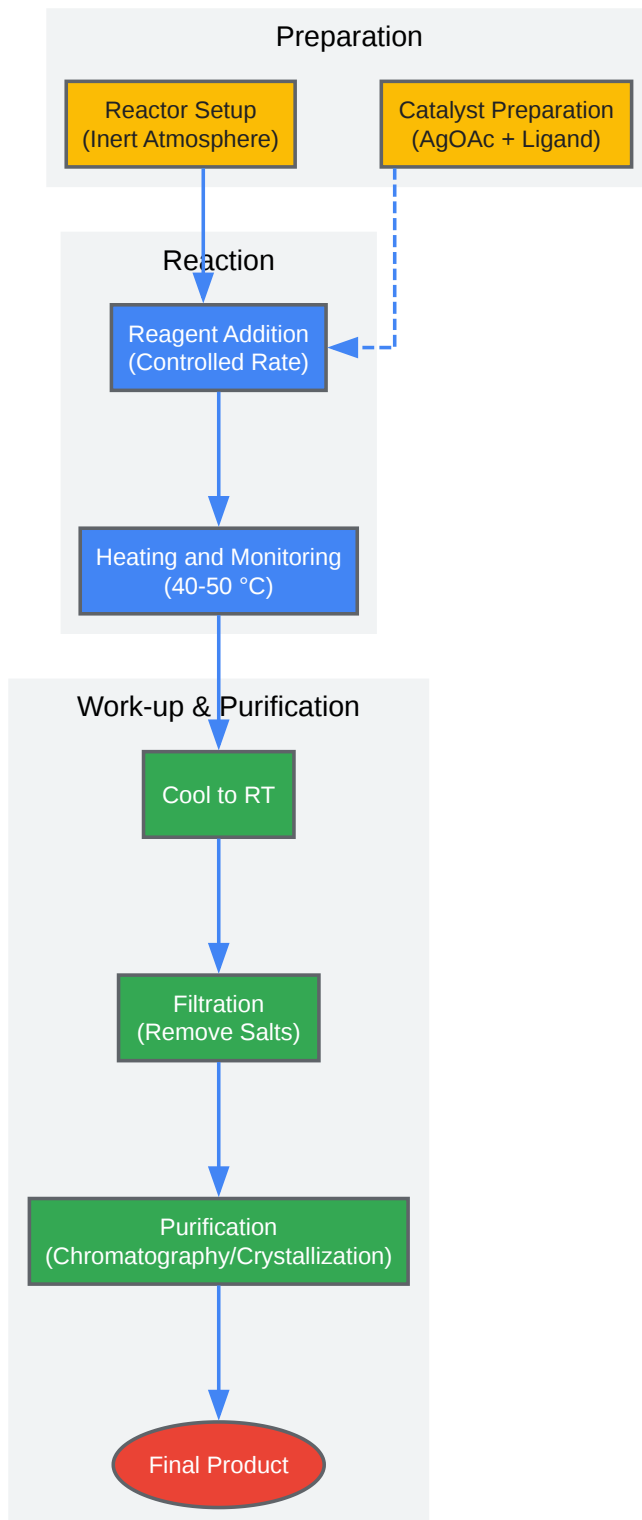 Preparation
Reactor Setup
(Inert Atmosphere)
Catalyst Preparation
(AgOAc + Ligand)
Reaction
Reagent Addition
(Controlled Rate)
Heating and Monitoring
(40-50 °C)
Work-up & Purification
Cool to RT
Filtration
(Remove Salts)
Purification
(Chromatography/Crystallization)
Final Product